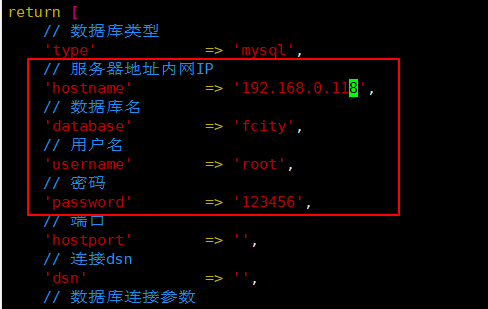 return [
// 数据库类型
'type' => 'mysql',
// 服务器地址内网IP
'hostname' => '192.168.0.118',
// 数据库名
'database' => 'fcity',
// 用户名
'username' => 'root',
// 密码
'password' => '123456',
// 端口
'hostport' => '',
// 连接dsn
'dsn' => '',
// 数据库连接参数